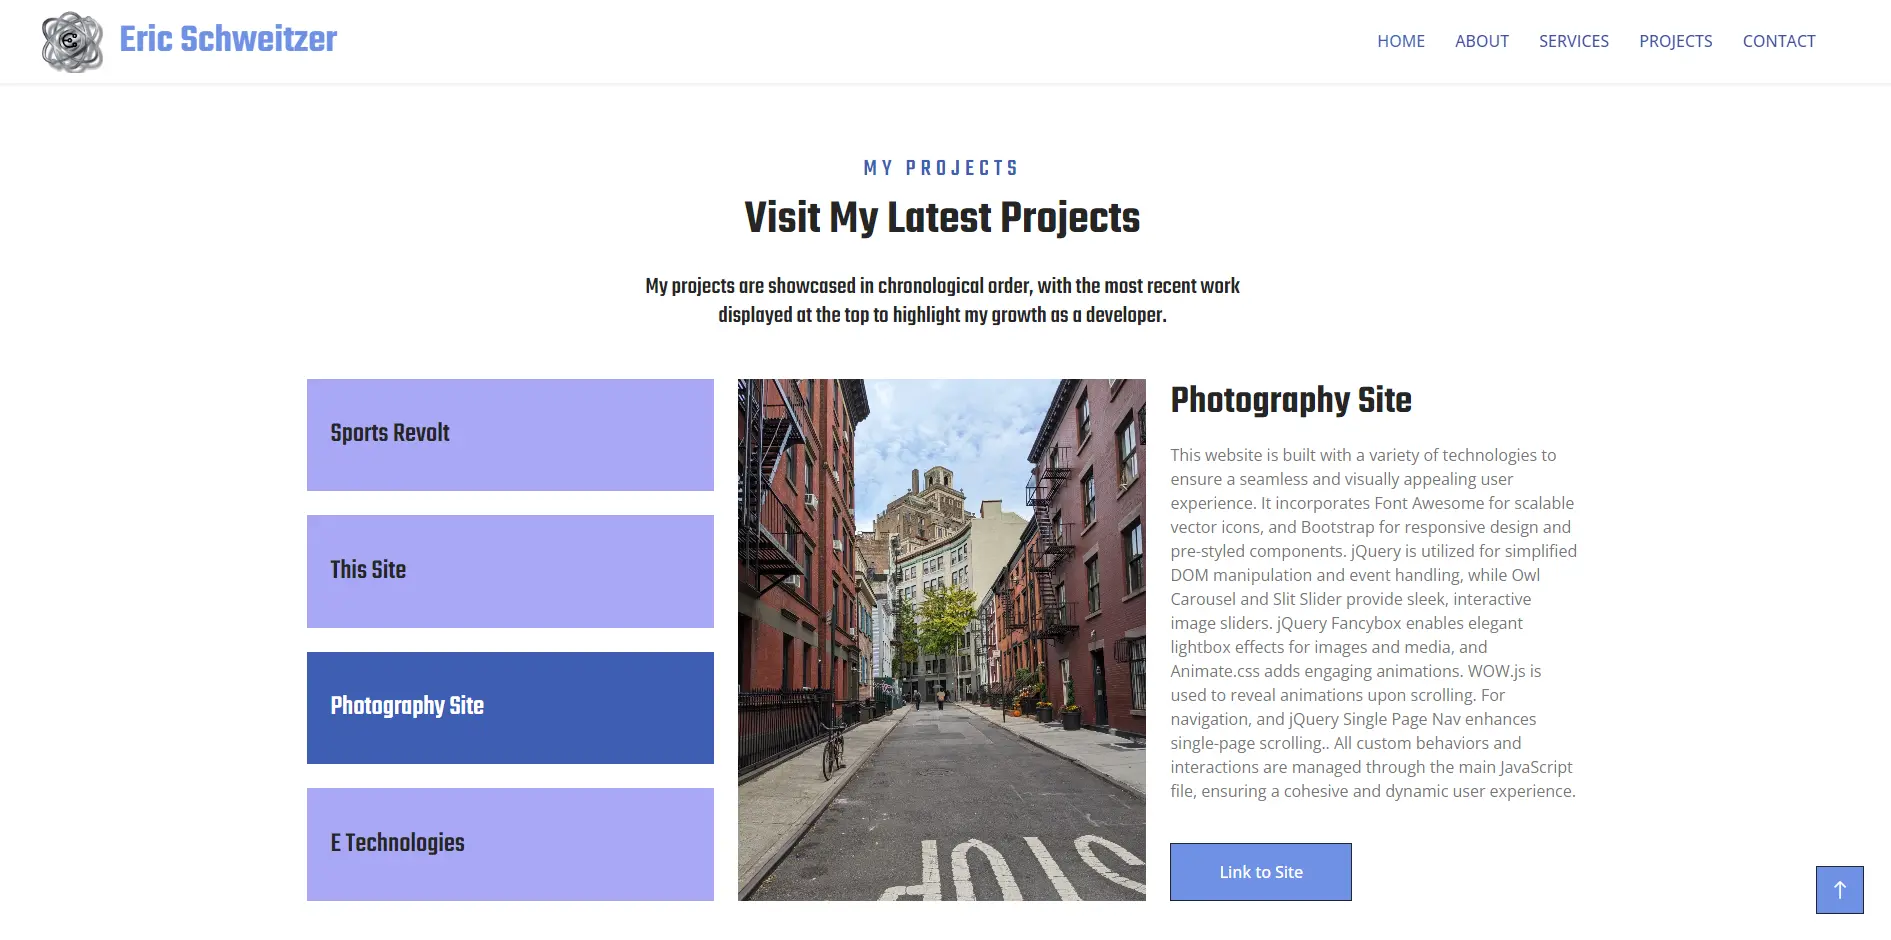 Eric Schweitzer
HOME ABOUT SERVICES PROJECTS CONTACT
MY PROJECTS
Visit My Latest Projects
My projects are showcased in chronological order, with the most recent work
displayed at the top to highlight my growth as a developer.
Sports Revolt
This Site
Photography Site
E Technologies
STOP
Photography Site
This website is built with a variety of technologies to
ensure a seamless and visually appealing user
experience. It incorporates Font Awesome for scalable
vector icons, and Bootstrap for responsive design and
pre-styled components. jQuery is utilized for simplified
DOM manipulation and event handling, while Owl
Carousel and Slit Slider provide sleek, interactive
image sliders. jQuery Fancybox enables elegant
lightbox effects for images and media, and
Animate.css adds engaging animations. WOW.js is
used to reveal animations upon scrolling. For
navigation, and jQuery Single Page Nav enhances
single-page scrolling.. All custom behaviors and
interactions are managed through the main JavaScript
file, ensuring a cohesive and dynamic user experience.
Link to Site